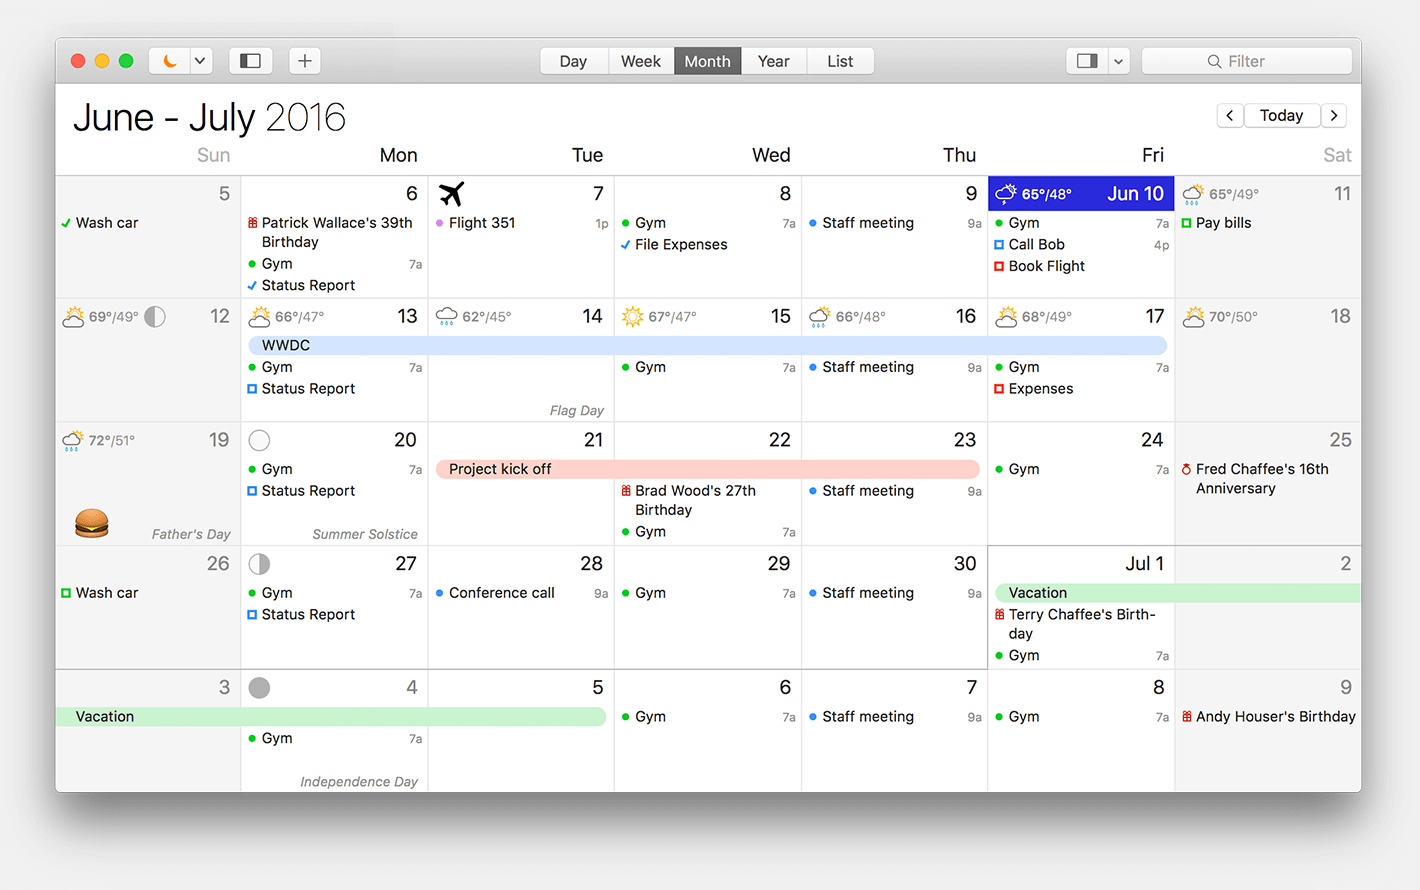 Day Week Month Year List Filter
June - July 2016 Today
Sun Mon Tue Wed Thu Fri Sat
5
Wash car
6
Patrick Wallace's 39th
Birthday
Gym 7a
Status Report
7
Flight 351 1p
8
Gym 7a
File Expenses
9
Staff meeting 9a
65°/48° Jun 10
Gym 7a
Call Bob 4p
Book Flight
65°/49° 11
Pay bills
69°/49° 12
66°/47° 13
WWDC
Gym 7a
Status Report
62°/45° 14
Flag Day
67°/47° 15
Gym 7a
66°/48° 16
Staff meeting 9a
68°/49° 17
Gym 7a
Expenses
70°/50° 18
72°/51° 19
Father's Day
20
Gym 7a
Status Report
Summer Solstice
21
Project kick off
22
Brad Wood's 27th
Birthday
Gym 7a
23
Staff meeting 9a
24
Gym 7a
25
Fred Chaffee's 16th
Anniversary
26
Wash car
27
Gym 7a
Status Report
28
Conference call 9a
29
Gym 7a
30
Staff meeting 9a
Jul 1
Vacation
Terry Chaffee's Birth-
day
Gym 7a
2
3
Vacation
4
Gym 7a
Independence Day
5
6
Gym 7a
7
Staff meeting 9a
8
Gym 7a
9
Andy Houser's Birthday